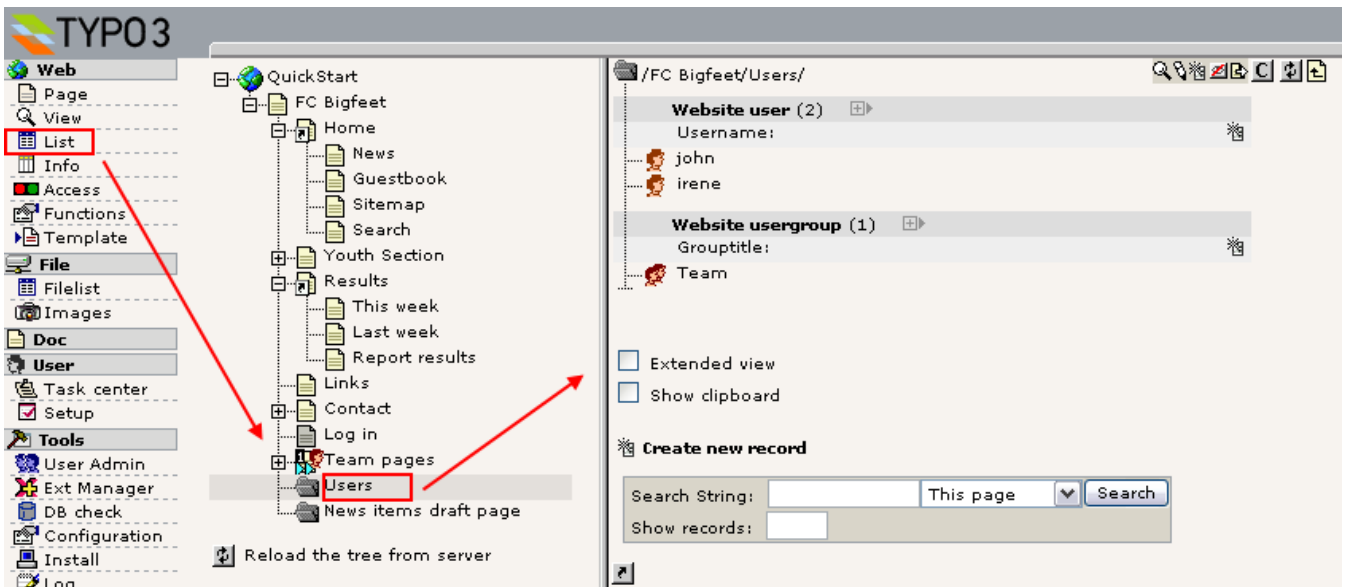 TYPO3
Web
Page
View
List
Info
Access
Functions
Template
File
Filelist
Images
Doc
User
Task center
Setup
Tools
User Admin
Ext Manager
DB check
Configuration
Install
Log
QuickStart
FC Bigfeet
Home
News
Guestbook
Sitemap
Search
Youth Section
Results
This week
Last week
Report results
Links
Contact
Log in
Team pages
Users
News items draft page
Reload the tree from server
/FC Bigfeet/Users/
Website user (2)
Username:
john
irene
Website usergroup (1)
Grouptitle:
Team
Extended view
Show clipboard
Create new record
Search String: This page Search
Show records: